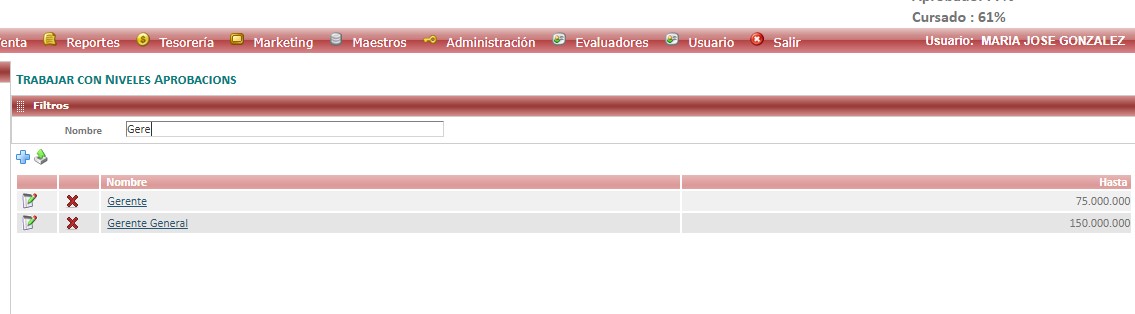 Cursado : 61%
enta Reportes Tesorería Marketing Maestros Administración Evaluadores Usuario Salir Usuario: MARIA JOSE GONZALEZ
TRABAJAR CON NIVELES APROBACIONS
Filtros
Nombre Gere
Nombre Hasta
Gerente 75.000.000
Gerente General 150.000.000